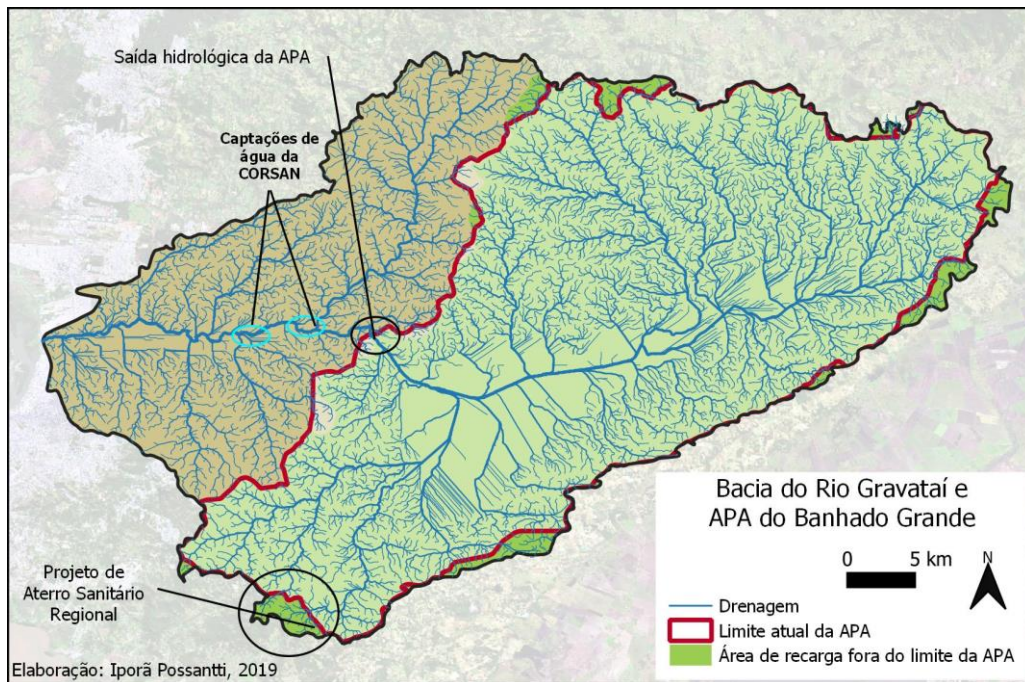 Saída hidrológica da APA
Captações de
água da
CORSAN
Projeto de
Aterro Sanitário
Regional
Elaboração: Iporã Possantti, 2019
Bacia do Rio Gravataí e
APA do Banhado Grande
0 5 km
N
Drenagem
Limite atual da APA
Área de recarga fora do limite da APA